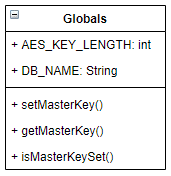 Globals
+ AES_KEY_LENGTH: int
+ DB_NAME: String
+ setMasterKey()
+ getMasterKey()
+ isMasterKeySet()